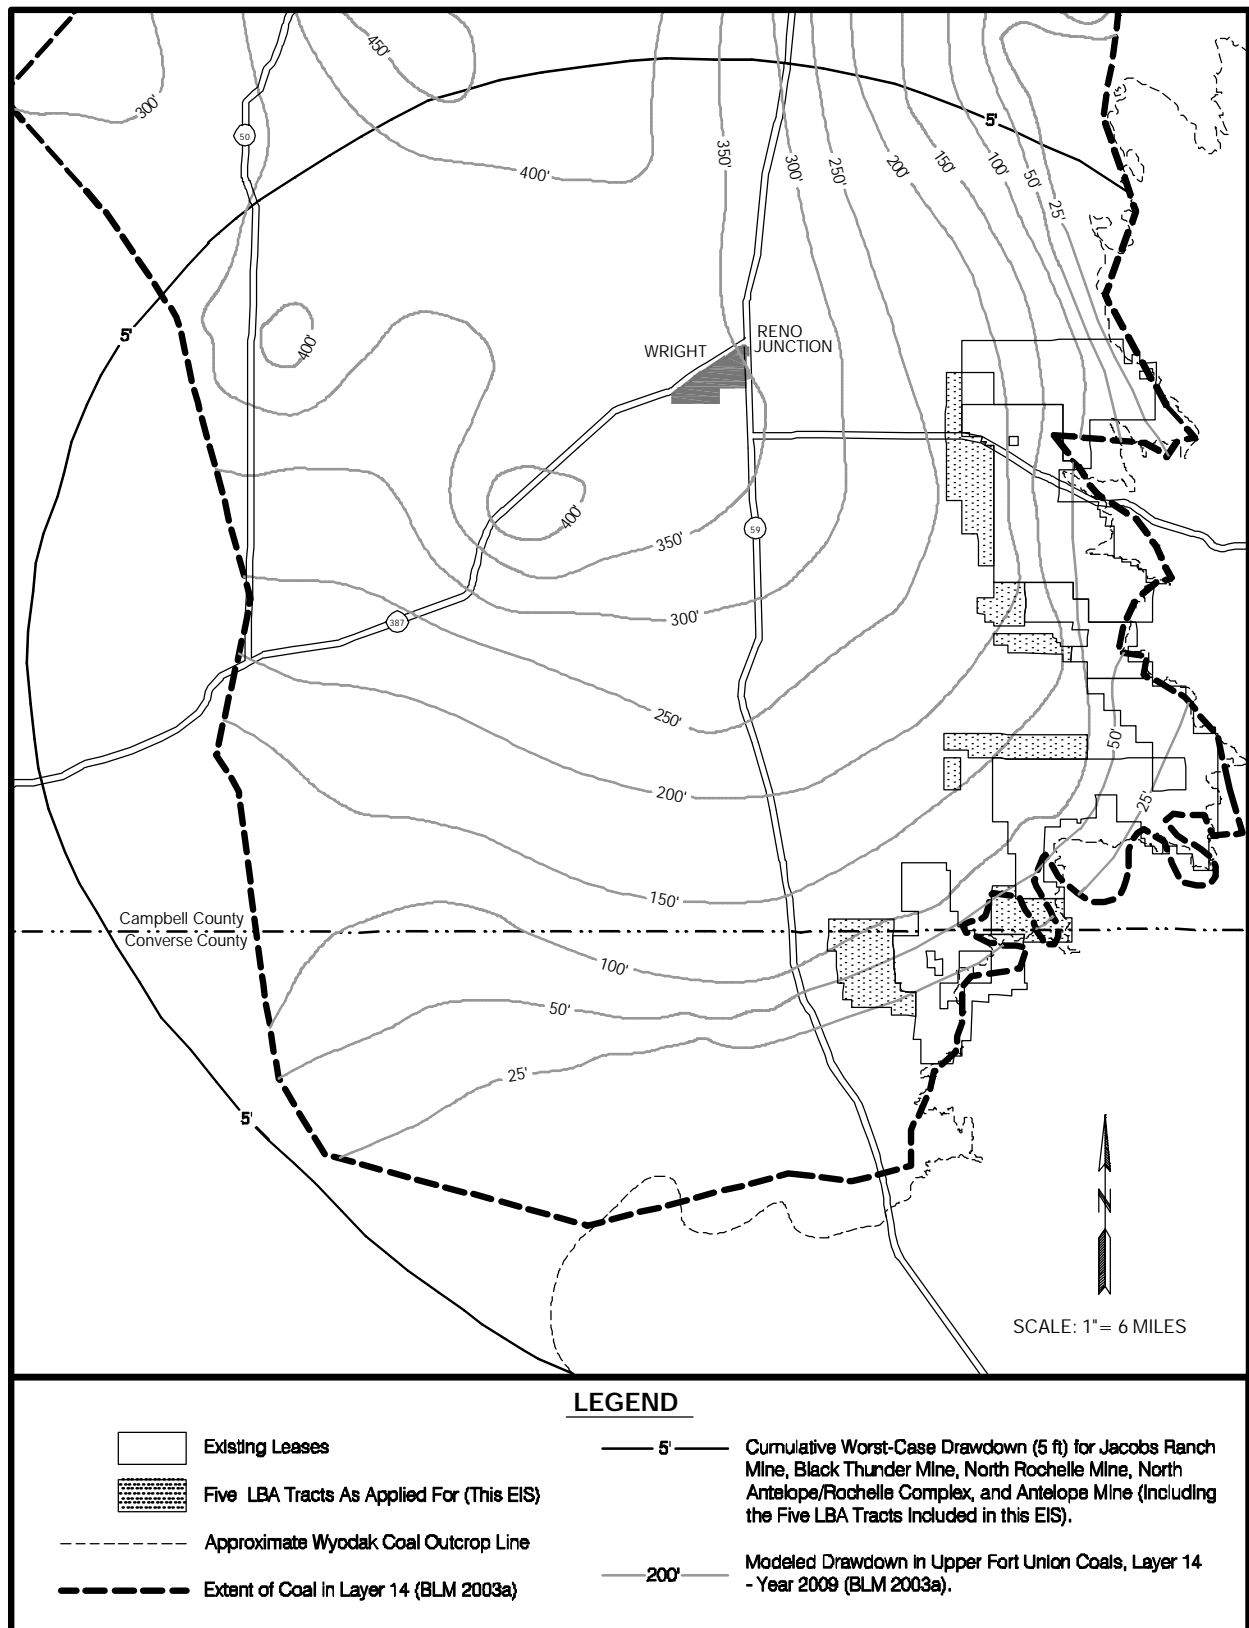 450'
300'
50
5'
400'
350'
300'
250'
200'
150'
100'
50'
25'
5'
400'
WRIGHT
RENO
JUNCTION
400'
350'
59
300'
387
250'
50'
200'
25'
150'
Campbell County
Converse County
100'
50'
25'
5'
N
SCALE: 1"= 6 MILES
LEGEND
Existing Leases
Five LBA Tracts As Applied For (This EIS)
Approximate Wyodak Coal Outcrop Line
Extent of Coal in Layer 14 (BLM 2003a)
5'
Cumulative Worst-Case Drawdown (5 ft) for Jacobs Ranch
Mine, Black Thunder Mine, North Rochelle Mine, North
Antelope/Rochelle Complex, and Antelope Mine (Including
the Five LBA Tracts Included in this EIS).
200'
Modeled Drawdown in Upper Fort Union Coals, Layer 14
- Year 2009 (BLM 2003a).